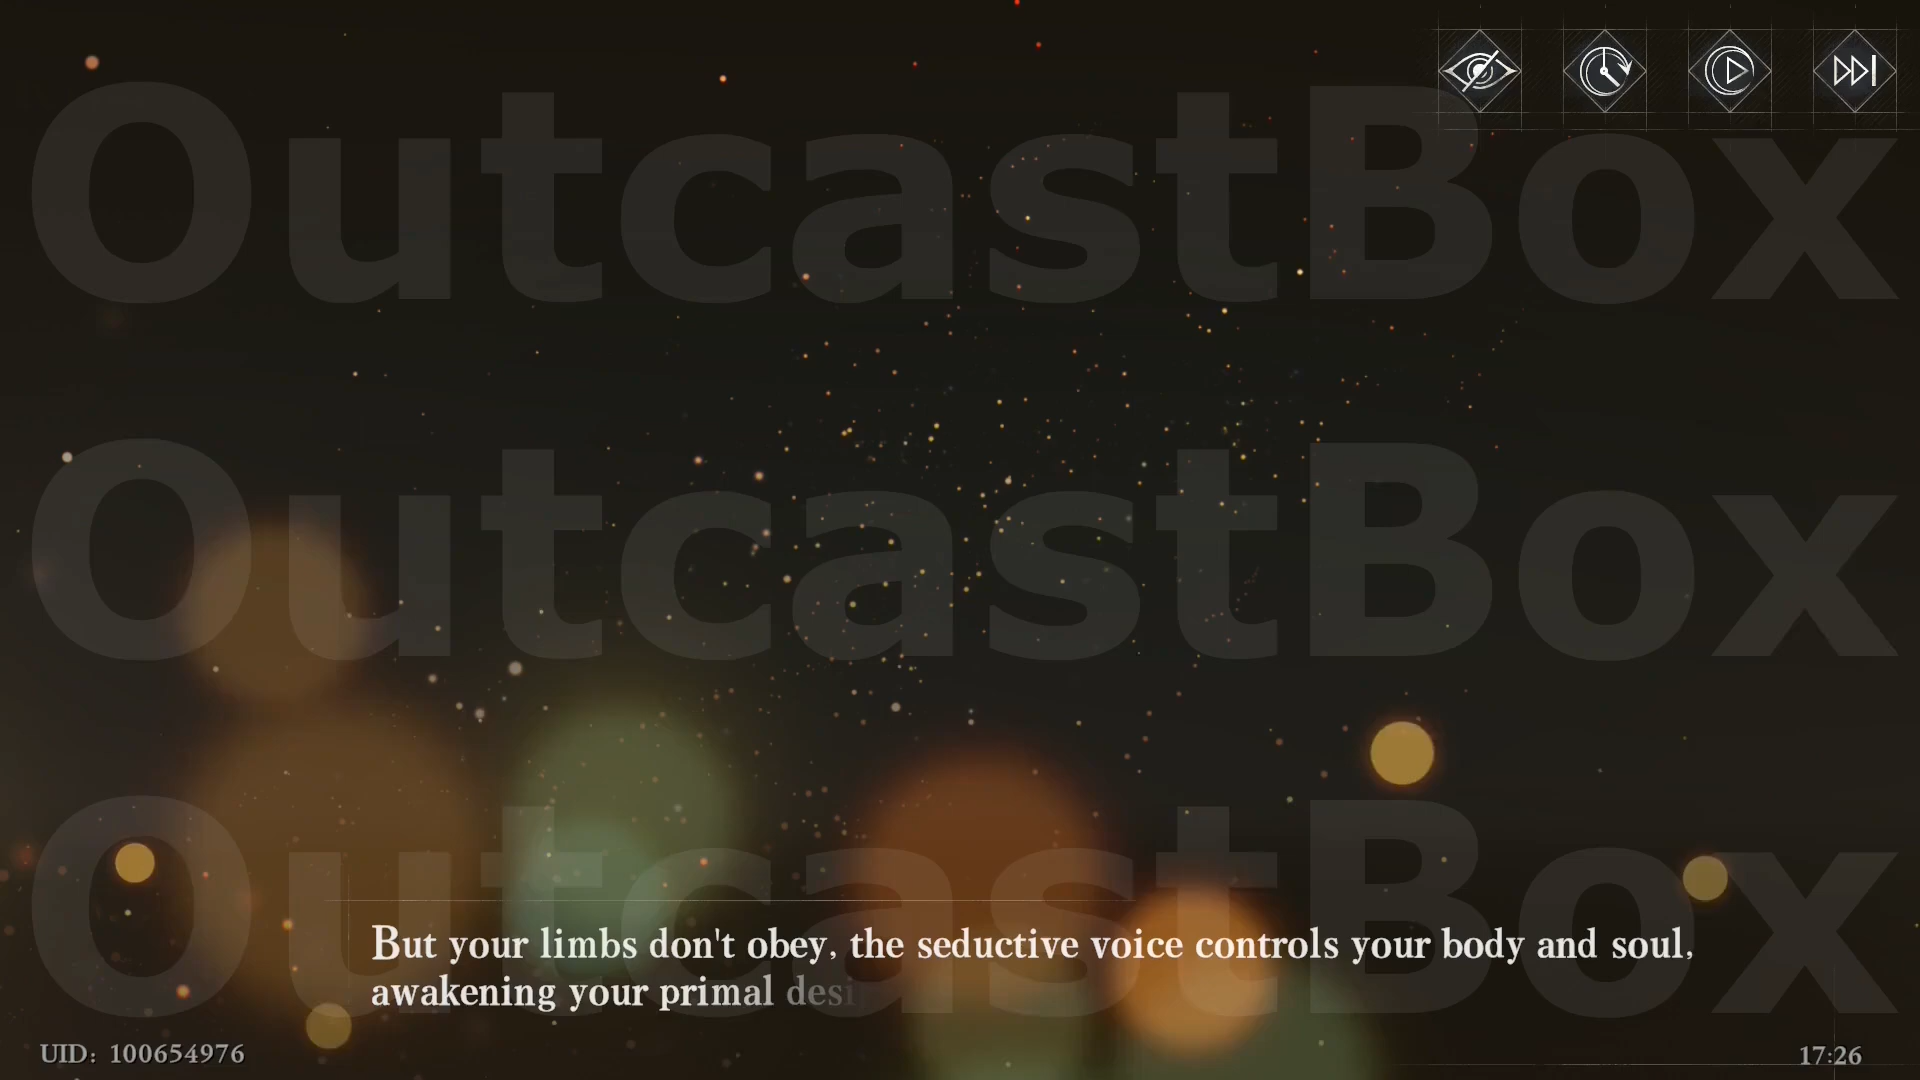 OutcastBox
OutcastBox
OutcastBox
But your limbs don't obey, the seductive voice controls your body and soul,
awakening your primal desi
UID: 100654976
17:26